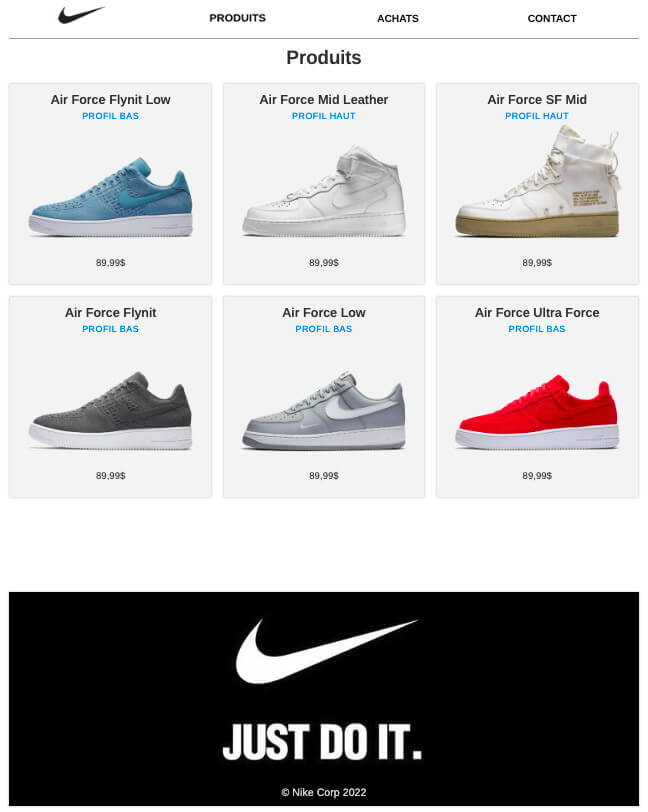 PRODUITS ACHATS CONTACT
Produits
Air Force Flynit Low
PROFIL BAS
89,99$
Air Force Mid Leather
PROFIL HAUT
89,99$
Air Force SF Mid
PROFIL HAUT
89,99$
Air Force Flynit
PROFIL BAS
89,99$
Air Force Low
PROFIL BAS
89,99$
Air Force Ultra Force
PROFIL BAS
89,99$
JUST DO IT.
© Nike Corp 2022